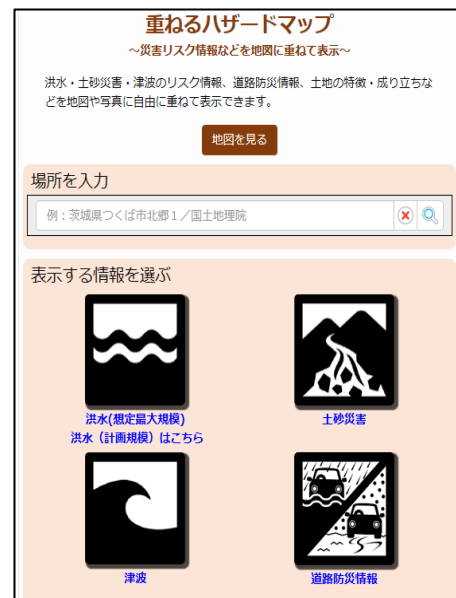 重ねるハザードマップ
～災害リスク情報などを地図に重ねて表示～
洪水・土砂災害・津波のリスク情報、道路防災情報、土地の特徴・成り立ちな
どを地図や写真に自由に重ねて表示できます。
地図を見る
場所を入力
例：茨城県つくば市北郷１／国土地理院
表示する情報を選ぶ
洪水(想定最大規模)
洪水（計画規模）はこちら
土砂災害
津波
道路防災情報